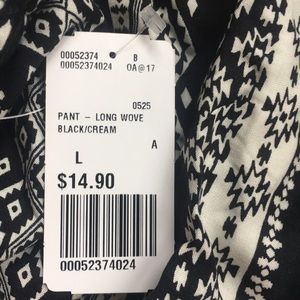 00052374 B
00052374024 OA@17
0525
PANT - LONG WOVE
BLACK/CREAM
L A
$14.90
00052374024